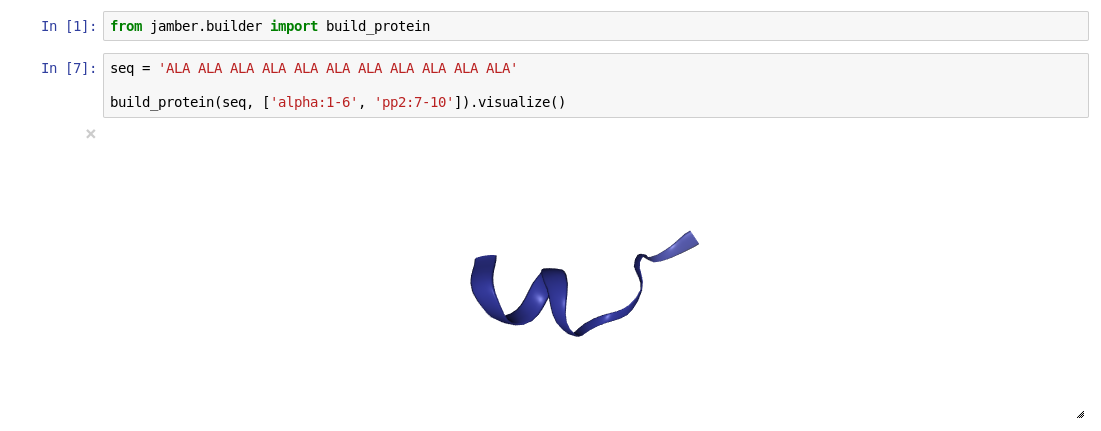 In [1]: from jamber.builder import build_protein
In [7]: seq = 'ALA ALA ALA ALA ALA ALA ALA ALA ALA ALA ALA'
build_protein(seq, ['alpha:1-6', 'pp2:7-10']).visualize()